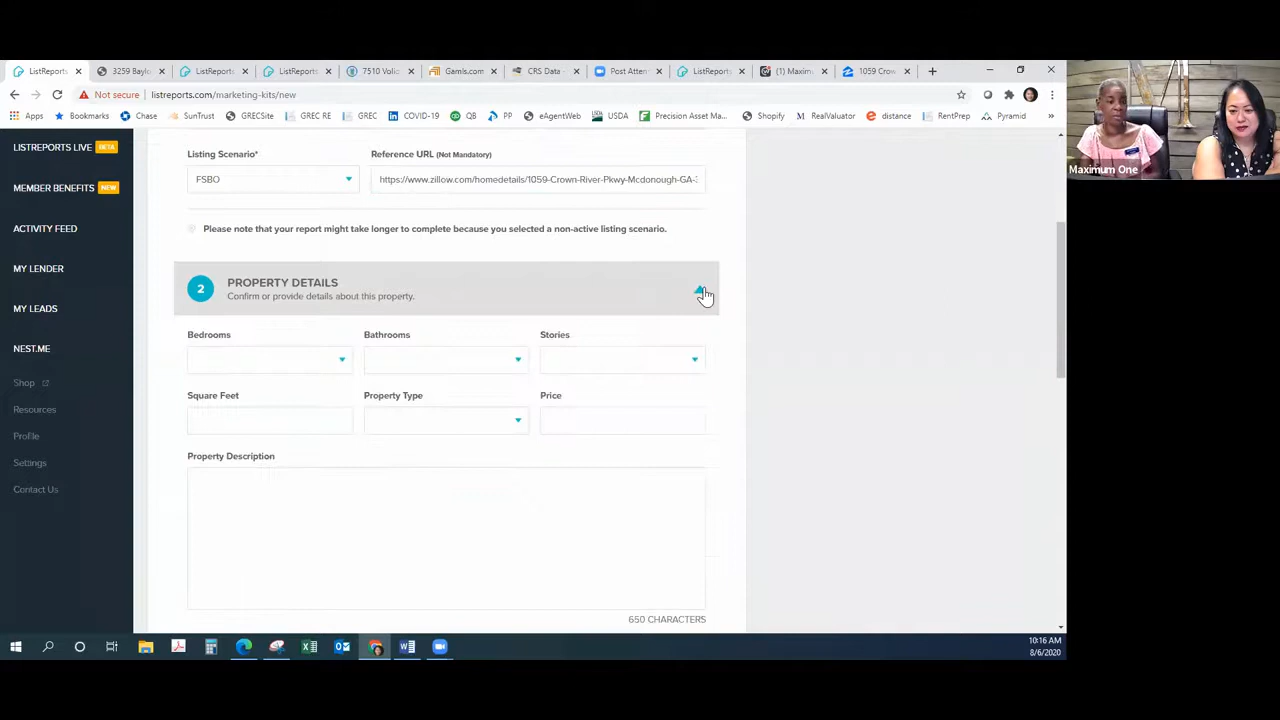 ListReports
3259 Baylo
ListReports
ListReports
7510 Volio
Gamls.com
CRS Data -
Post Atten
ListReports
(1) Maxim
1059 Crow
Not secure
listreports.com/marketing-kits/new
Apps
Bookmarks
Chase
SunTrust
GRECSite
GREC RE
GREC
COVID-19
QB
PP
eAgentWeb
USDA
Precision Asset Ma...
Shopify
RealValuator
distance
RentPrep
Pyramid
Maximum One
LISTREPORTS LIVE BETA
MEMBER BENEFITS NEW
ACTIVITY FEED
MY LENDER
MY LEADS
NEST.ME
Shop
Resources
Profile
Settings
Contact Us
Listing Scenario*
Reference URL (Not Mandatory)
FSBO
https://www.zillow.com/homedetails/1059-Crown-River-Pkwy-Mcdonough-GA-
Please note that your report might take longer to complete because you selected a non-active listing scenario.
2
PROPERTY DETAILS
Confirm or provide details about this property.
Bedrooms
Bathrooms
Stories
Square Feet
Property Type
Price
Property Description
650 CHARACTERS
10:16 AM
8/6/2020